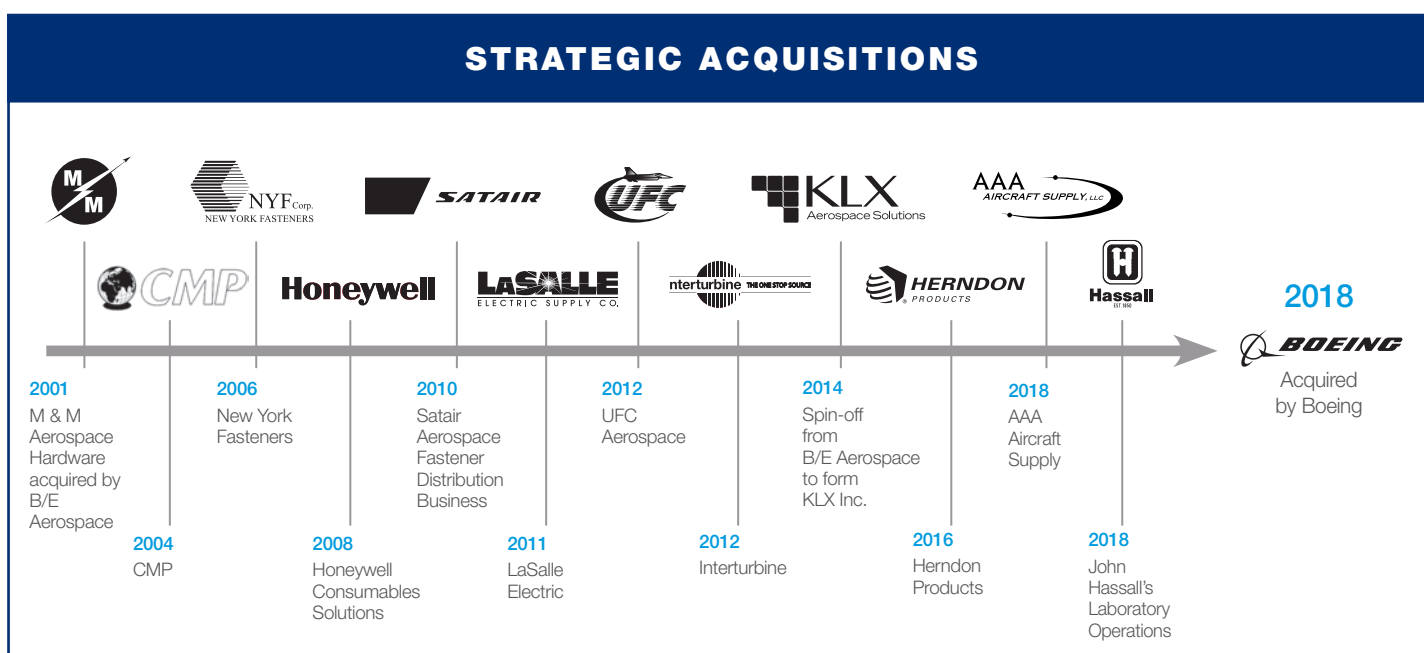 STRATEGIC ACQUISITIONS
M
M
NYF Corp.
NEW YORK FASTENERS
SATAIR
UFC
KLX
Aerospace Solutions
AAA
AIRCRAFT SUPPLY, LLC
CMP
Honeywell
LASALLE
ELECTRIC SUPPLY CO.
nterturbine THE ONE STOP SOURCE
HERNDON
® PRODUCTS
H
Hassall
EST. 1850
2018
BOEING
Acquired
by Boeing
2001
M & M
Aerospace
Hardware
acquired by
B/E
Aerospace
2004
CMP
2006
New York
Fasteners
2008
Honeywell
Consumables
Solutions
2010
Satair
Aerospace
Fastener
Distribution
Business
2011
LaSalle
Electric
2012
UFC
Aerospace
2012
Interturbine
2014
Spin-off
from
B/E Aerospace
to form
KLX Inc.
2016
Herndon
Products
2018
AAA
Aircraft
Supply
2018
John
Hassall's
Laboratory
Operations